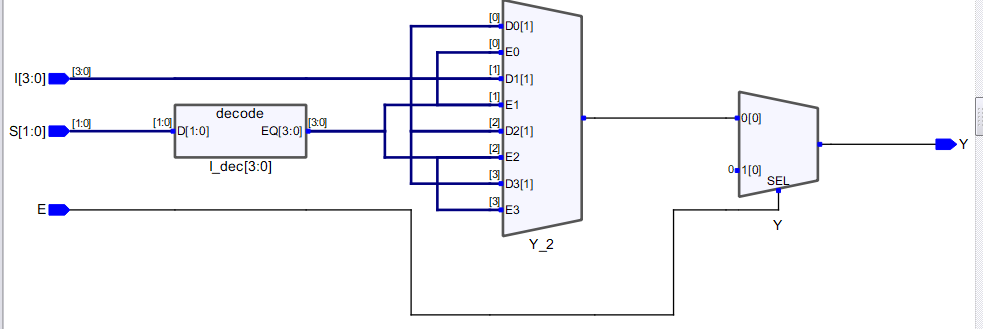 [0] D0[1]
[0] E0
I[3:0] [3:0] [1] D1[1]
decode [1] E1
S[1:0] [1:0] [1:0] D[1:0] EQ[3:0] [3:0] [2] D2[1]
I_dec[3:0] [2] E2
[3] D3[1]
E [3] E3
Y_2
0[0]
Y
0 1[0]
SEL
Y